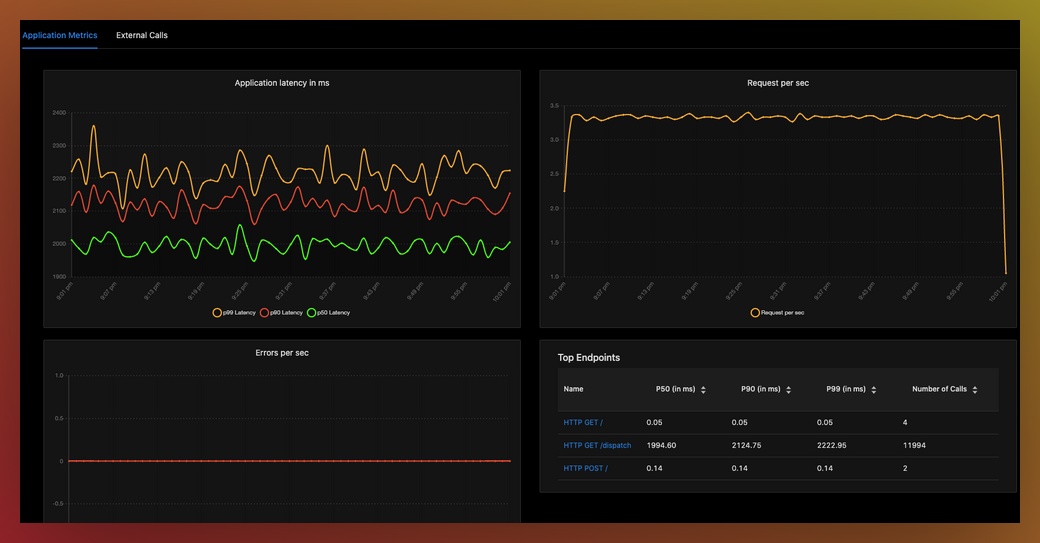 Application Metrics External Calls
Application latency in ms
2400
2300
2200
2100
2000
1900
9:01 pm 9:07 pm 9:13 pm 9:19 pm 9:25 pm 9:31 pm 9:37 pm 9:43 pm 9:49 pm 9:55 pm 10:01 pm
p99 Latency p90 Latency p50 Latency
Request per sec
3.5
3.0
2.5
2.0
1.5
1.0
9:01 pm 9:07 pm 9:13 pm 9:19 pm 9:25 pm 9:31 pm 9:37 pm 9:43 pm 9:49 pm 9:55 pm 10:01 pm
Request per sec
Errors per sec
1.0
0.5
0
-0.5
Top Endpoints
Name P50 (in ms) P90 (in ms) P99 (in ms) Number of Calls
HTTP GET / 0.05 0.05 0.05 4
HTTP GET /dispatch 1994.60 2124.75 2222.95 11994
HTTP POST / 0.14 0.14 0.14 2